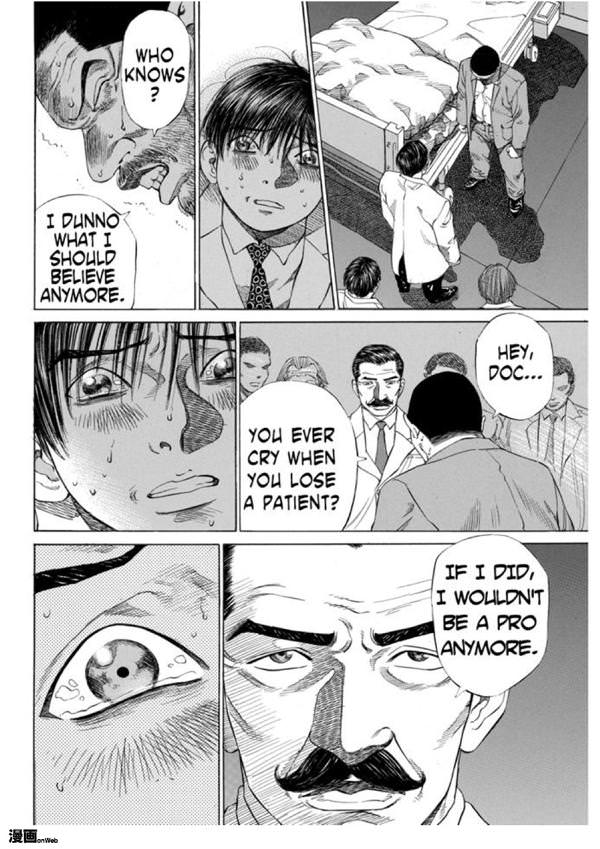 WHO
KNOWS
?
I DUNNO
WHAT I
SHOULD
BELIEVE
ANYMORE.
HEY,
DOC...
YOU EVER
CRY WHEN
YOU LOSE
A PATIENT?
IF I DID,
I WOULDN'T
BE A PRO
ANYMORE.
漫画onWeb